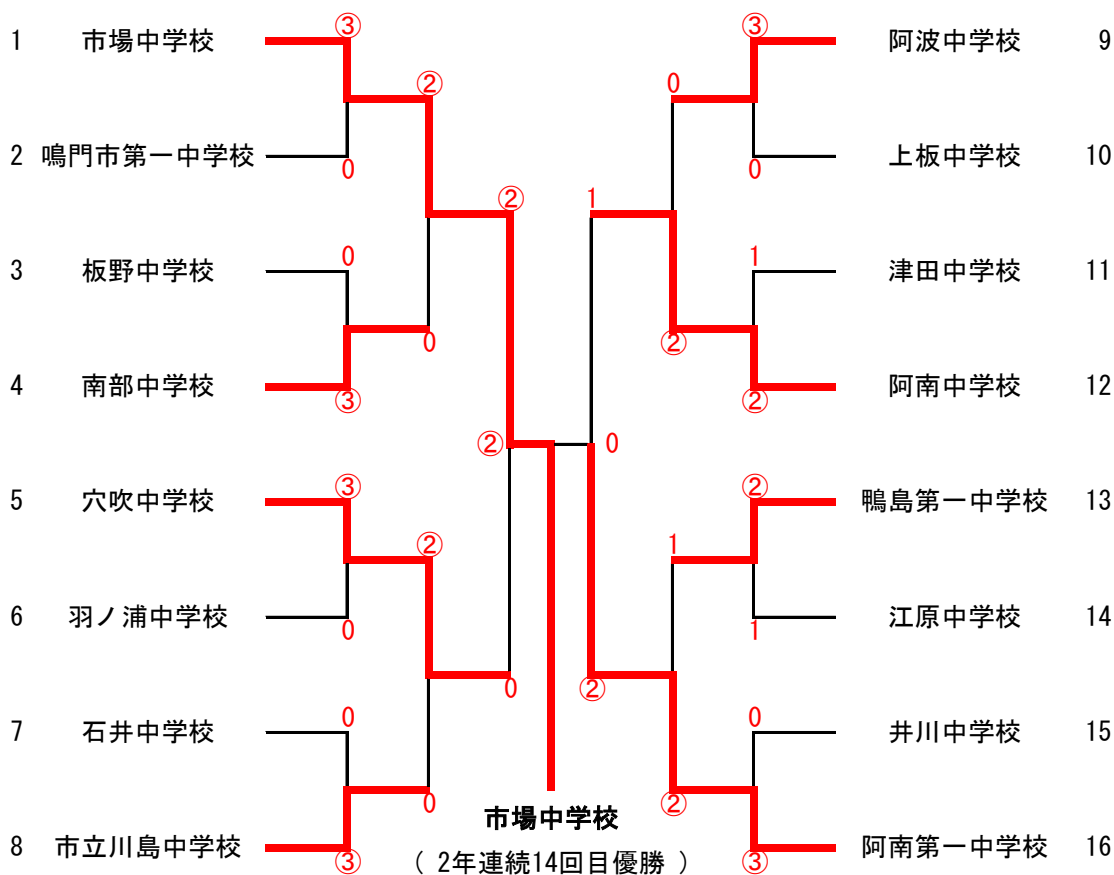 ③ ③
1 市場中学校 阿波中学校 9
② 0
2 鳴門市第一中学校 上板中学校 10
0 0
② 1
0 1
3 板野中学校 津田中学校 11
0 ②
4 南部中学校 阿南中学校 12
③ ②
② 0
③ ②
5 穴吹中学校 鴨島第一中学校 13
② 1
6 羽ノ浦中学校 江原中学校 14
0 1
0 ②
0 0
7 石井中学校 井川中学校 15
0 ②
市場中学校
8 市立川島中学校 阿南第一中学校 16
③ ③
( 2年連続14回目優勝 )